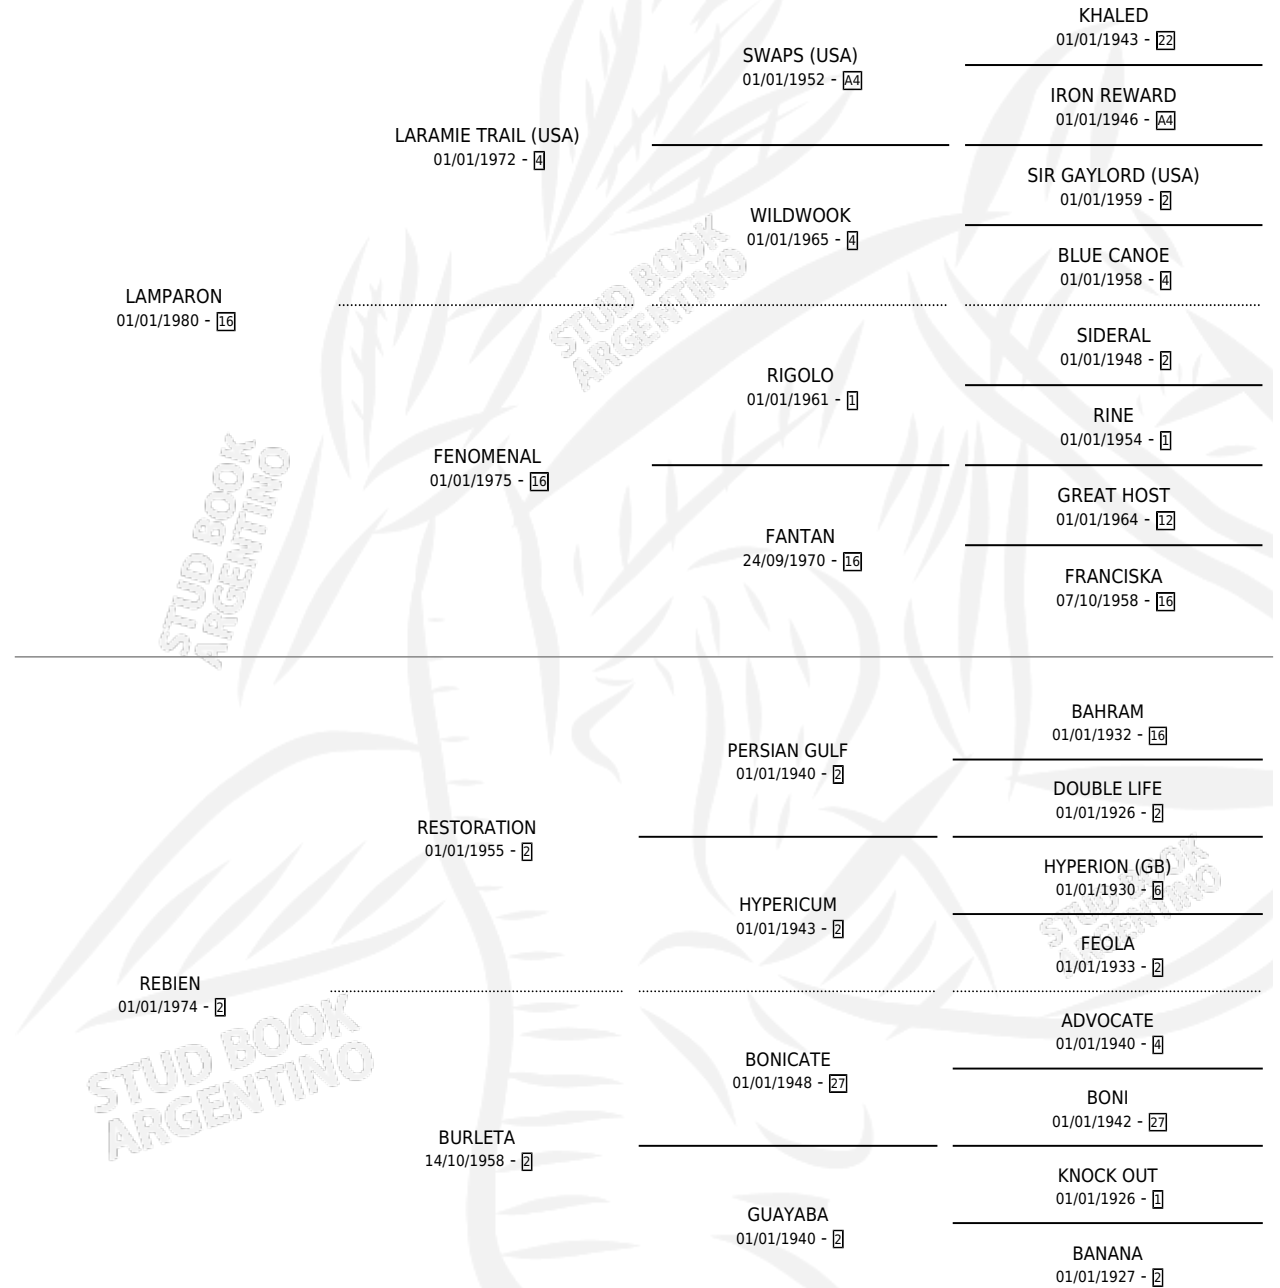 KHALED
01/01/1943 - 22
SWAPS (USA)
01/01/1952 - A4
IRON REWARD
01/01/1946 - A4
LARAMIE TRAIL (USA)
01/01/1972 - 4
SIR GAYLORD (USA)
01/01/1959 - 2
WILDWOOK
01/01/1965 - 4
BLUE CANOE
01/01/1958 - 4
LAMPARON
01/01/1980 - 16
STUD BOOK
ARGENTINO
SIDERAL
01/01/1948 - 2
RIGOLO
01/01/1961 - 1
RINE
01/01/1954 - 1
FENOMENAL
01/01/1975 - 16
GREAT HOST
01/01/1964 - 12
FANTAN
24/09/1970 - 16
FRANCISKA
07/10/1958 - 16
STUD BOOK
ARGENTINO
BAHRAM
01/01/1932 - 16
PERSIAN GULF
01/01/1940 - 2
DOUBLE LIFE
01/01/1926 - 2
RESTORATION
01/01/1955 - 2
HYPERION (GB)
01/01/1930 - 6
HYPERICUM
01/01/1943 - 2
FEOLA
01/01/1933 - 2
STUD BOOK
ARGENTINO
REBIEN
01/01/1974 - 2
ADVOCATE
01/01/1940 - 4
BONICATE
01/01/1948 - 27
BONI
01/01/1942 - 27
STUD BOOK
ARGENTINO
BURLETA
14/10/1958 - 2
KNOCK OUT
01/01/1926 - 1
GUAYABA
01/01/1940 - 2
BANANA
01/01/1927 - 2